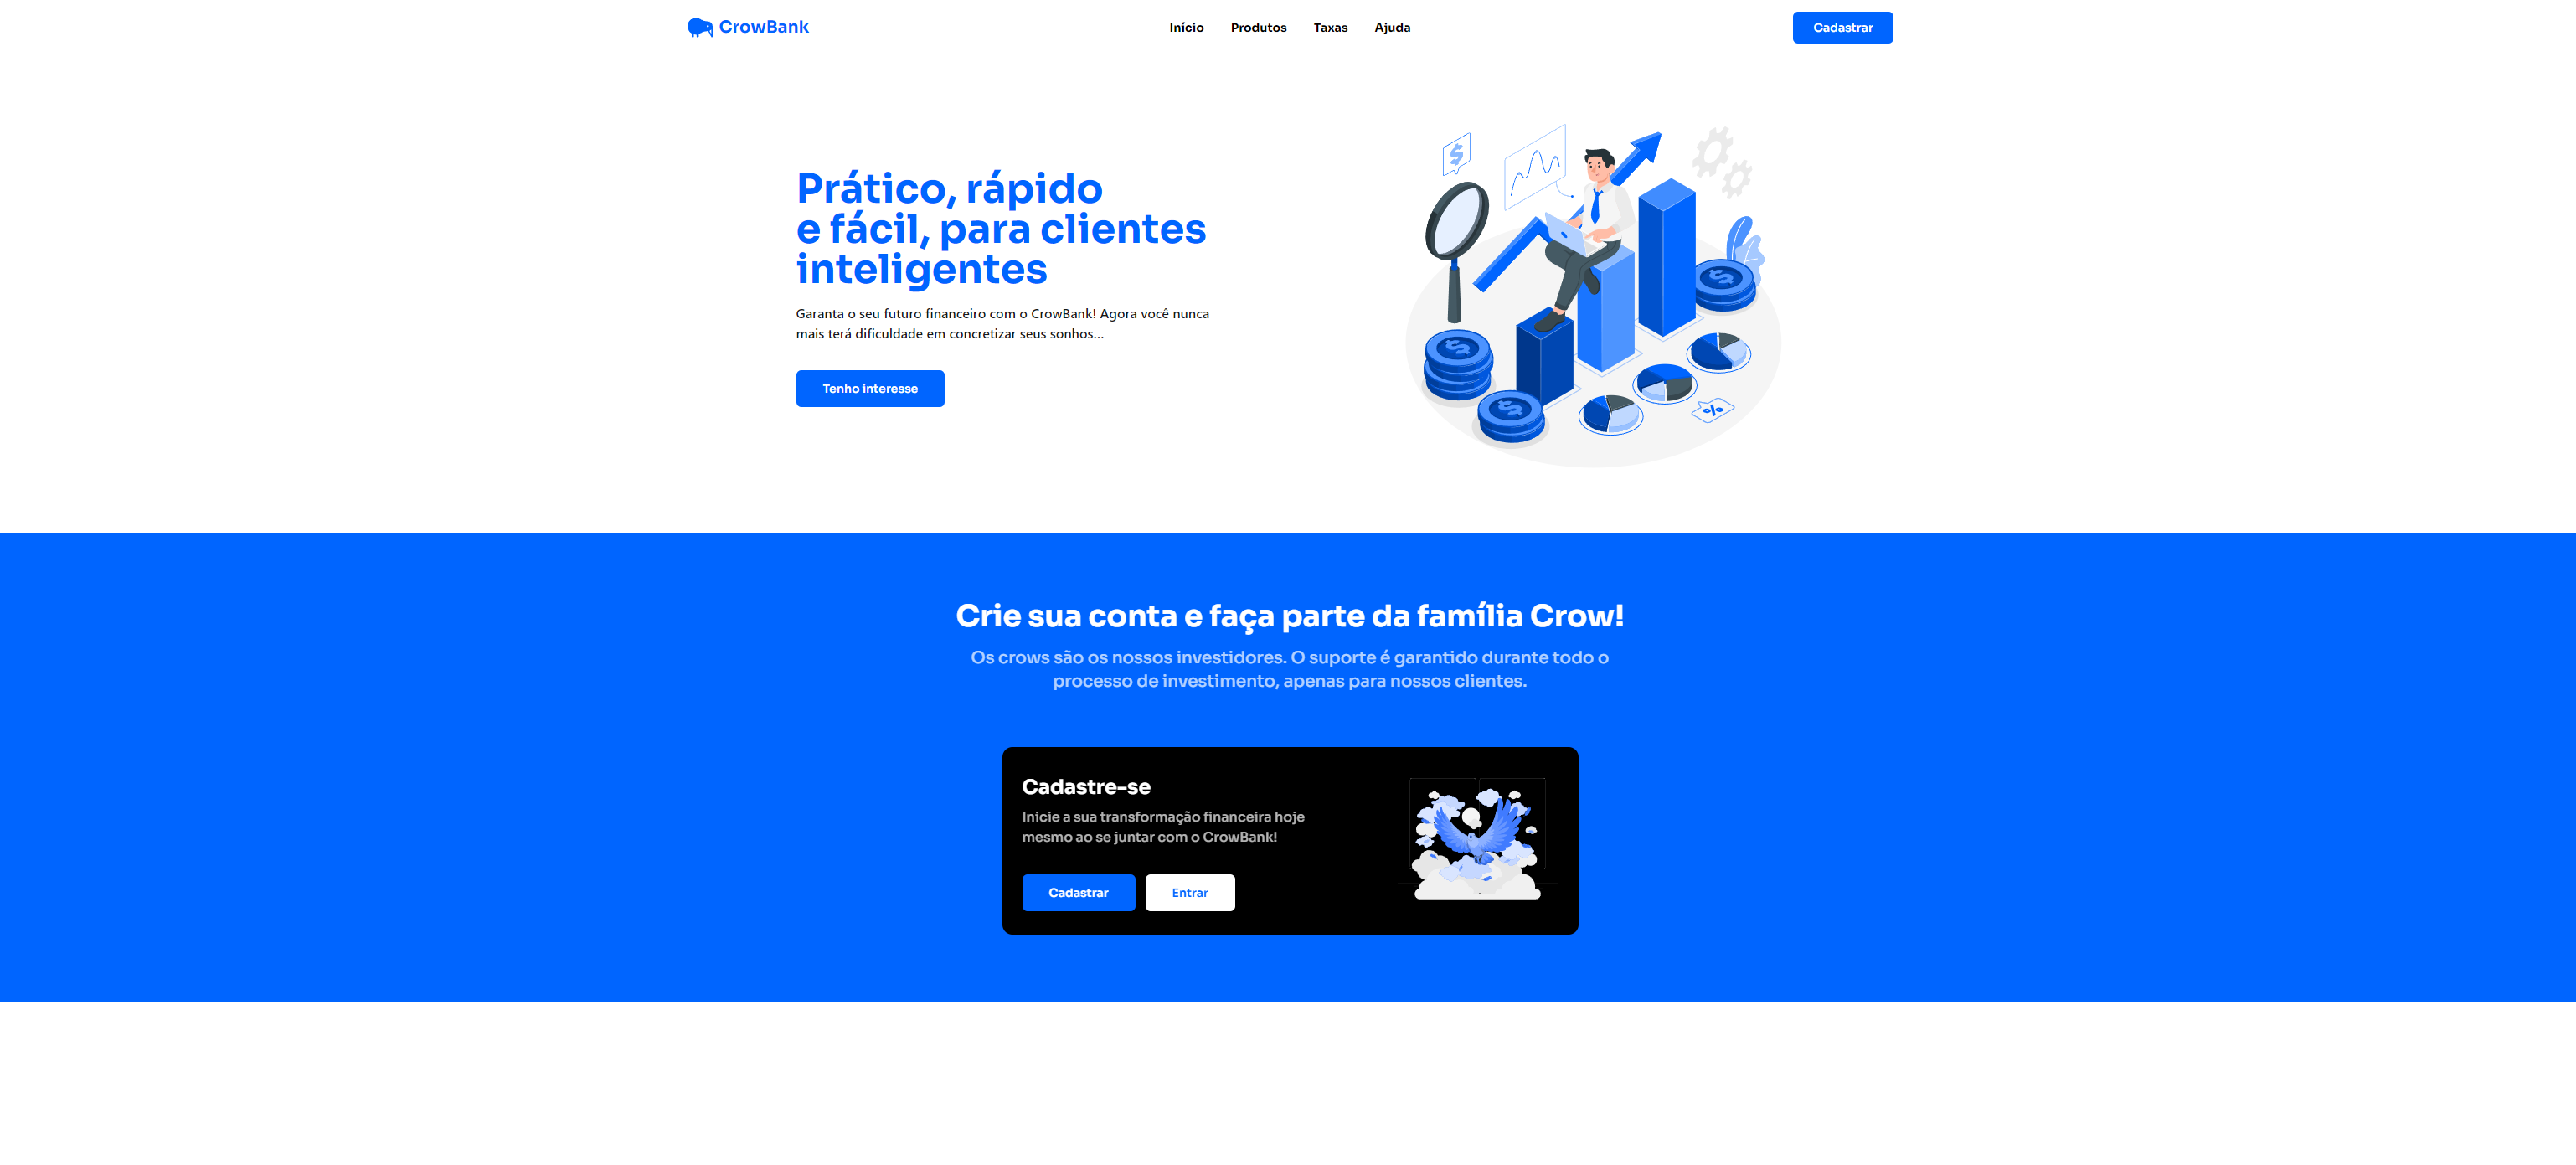 CrowBank
Início
Produtos
Taxas
Ajuda
Cadastrar
Prático, rápido
e fácil, para clientes
inteligentes
Garanta o seu futuro financeiro com o CrowBank! Agora você nunca
mais terá dificuldade em concretizar seus sonhos...
Tenho interesse
$
$
$
$
%
Crie sua conta e faça parte da família Crow!
Os crows são os nossos investidores. O suporte é garantido durante todo o
processo de investimento, apenas para nossos clientes.
Cadastre-se
Inicie a sua transformação financeira hoje
mesmo ao se juntar com o CrowBank!
Cadastrar
Entrar